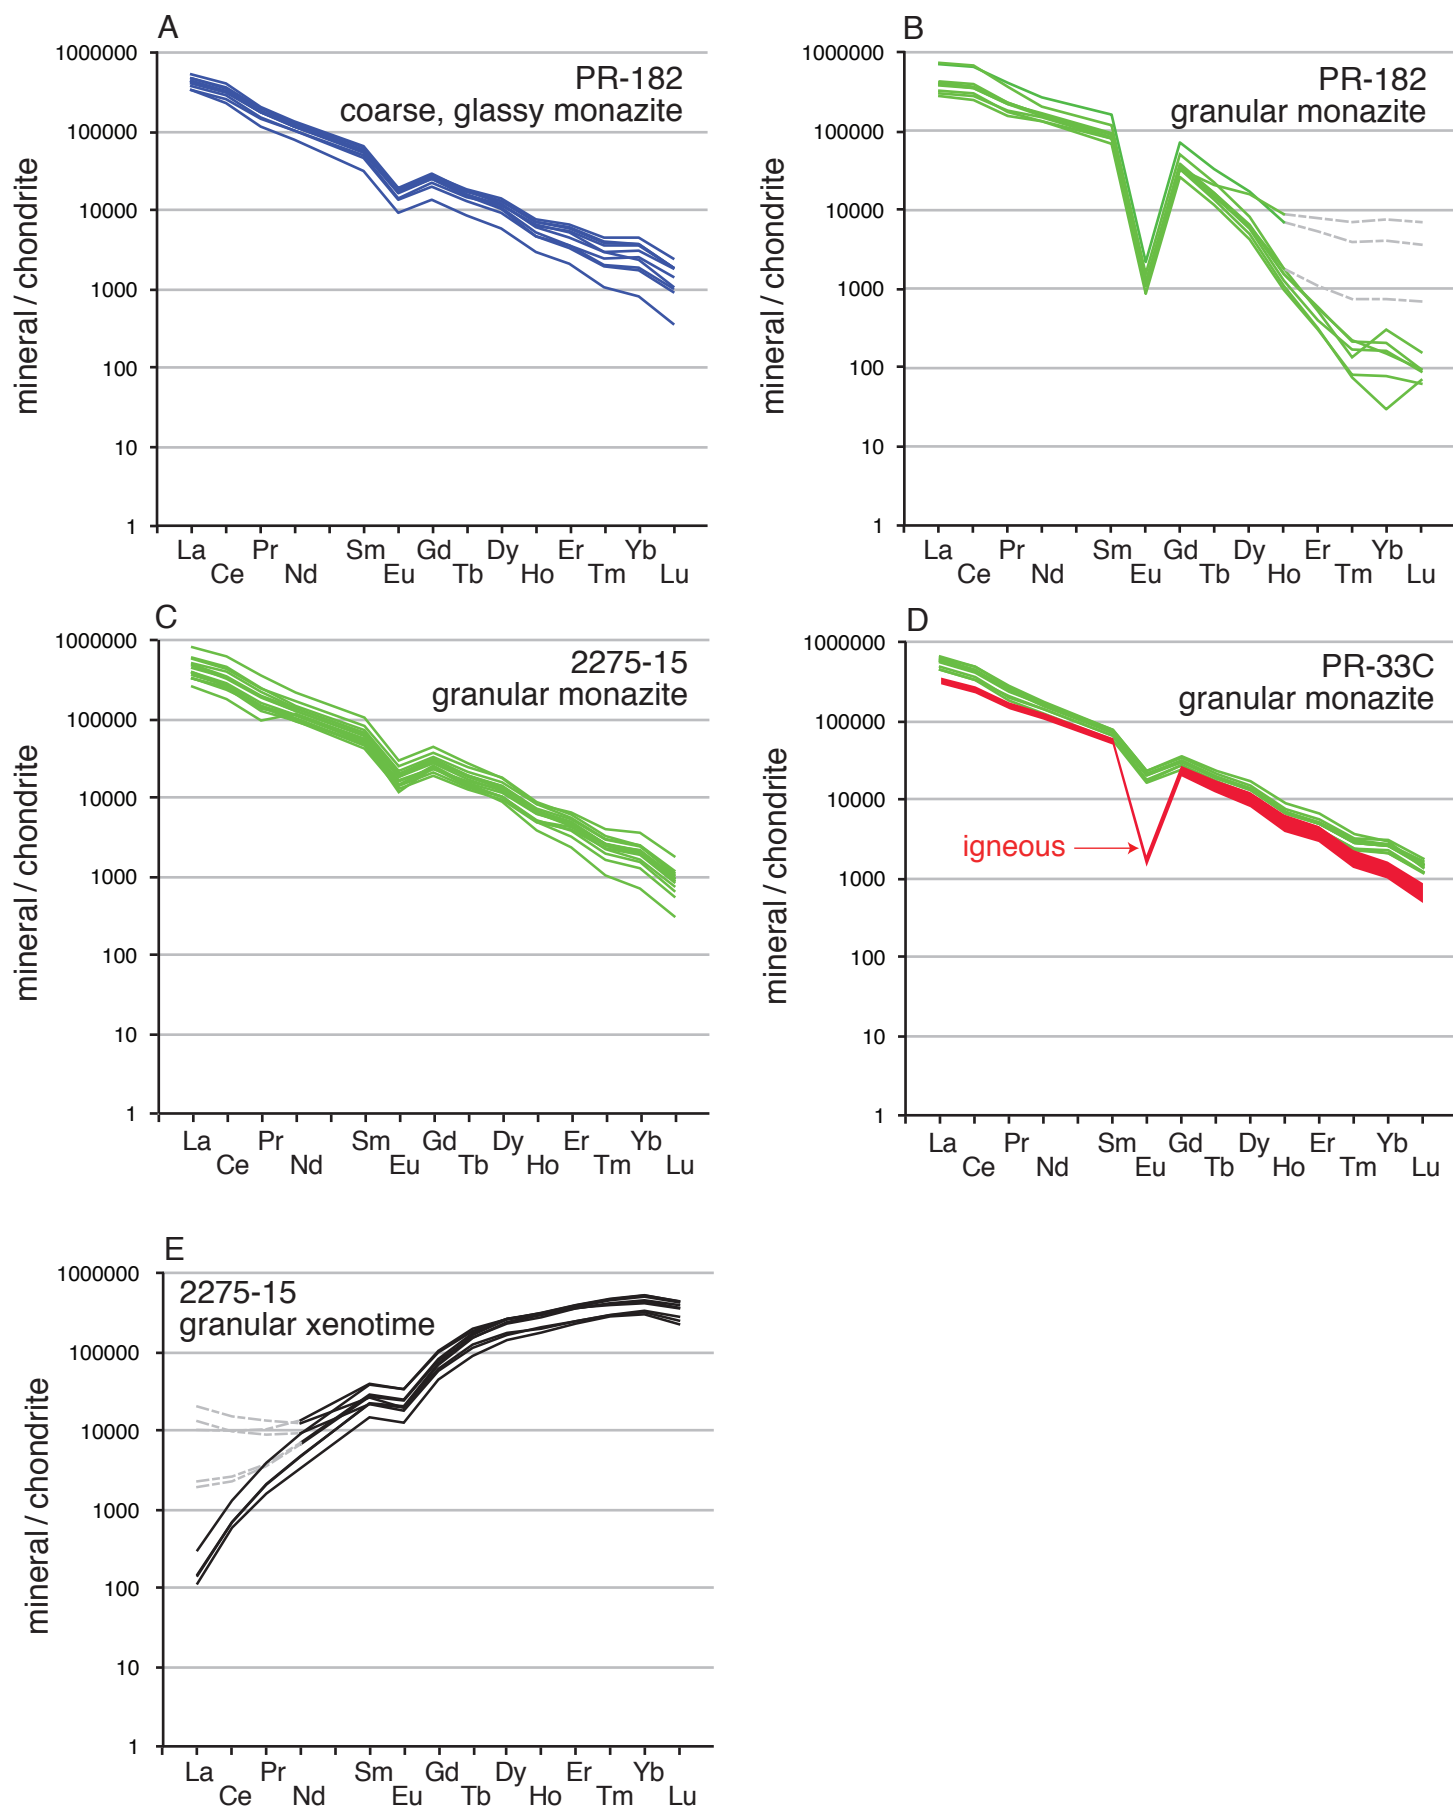 A
PR-182
coarse, glassy monazite
mineral / chondrite
1000000
100000
10000
1000
100
10
1
La Ce Pr Nd Sm Eu Gd Tb Dy Ho Er Tm Yb Lu
B
PR-182
granular monazite
mineral / chondrite
1000000
100000
10000
1000
100
10
1
La Ce Pr Nd Sm Eu Gd Tb Dy Ho Er Tm Yb Lu
C
2275-15
granular monazite
mineral / chondrite
1000000
100000
10000
1000
100
10
1
La Ce Pr Nd Sm Eu Gd Tb Dy Ho Er Tm Yb Lu
D
PR-33C
granular monazite
igneous
mineral / chondrite
1000000
100000
10000
1000
100
10
1
La Ce Pr Nd Sm Eu Gd Tb Dy Ho Er Tm Yb Lu
E
2275-15
granular xenotime
mineral / chondrite
1000000
100000
10000
1000
100
10
1
La Ce Pr Nd Sm Eu Gd Tb Dy Ho Er Tm Yb Lu